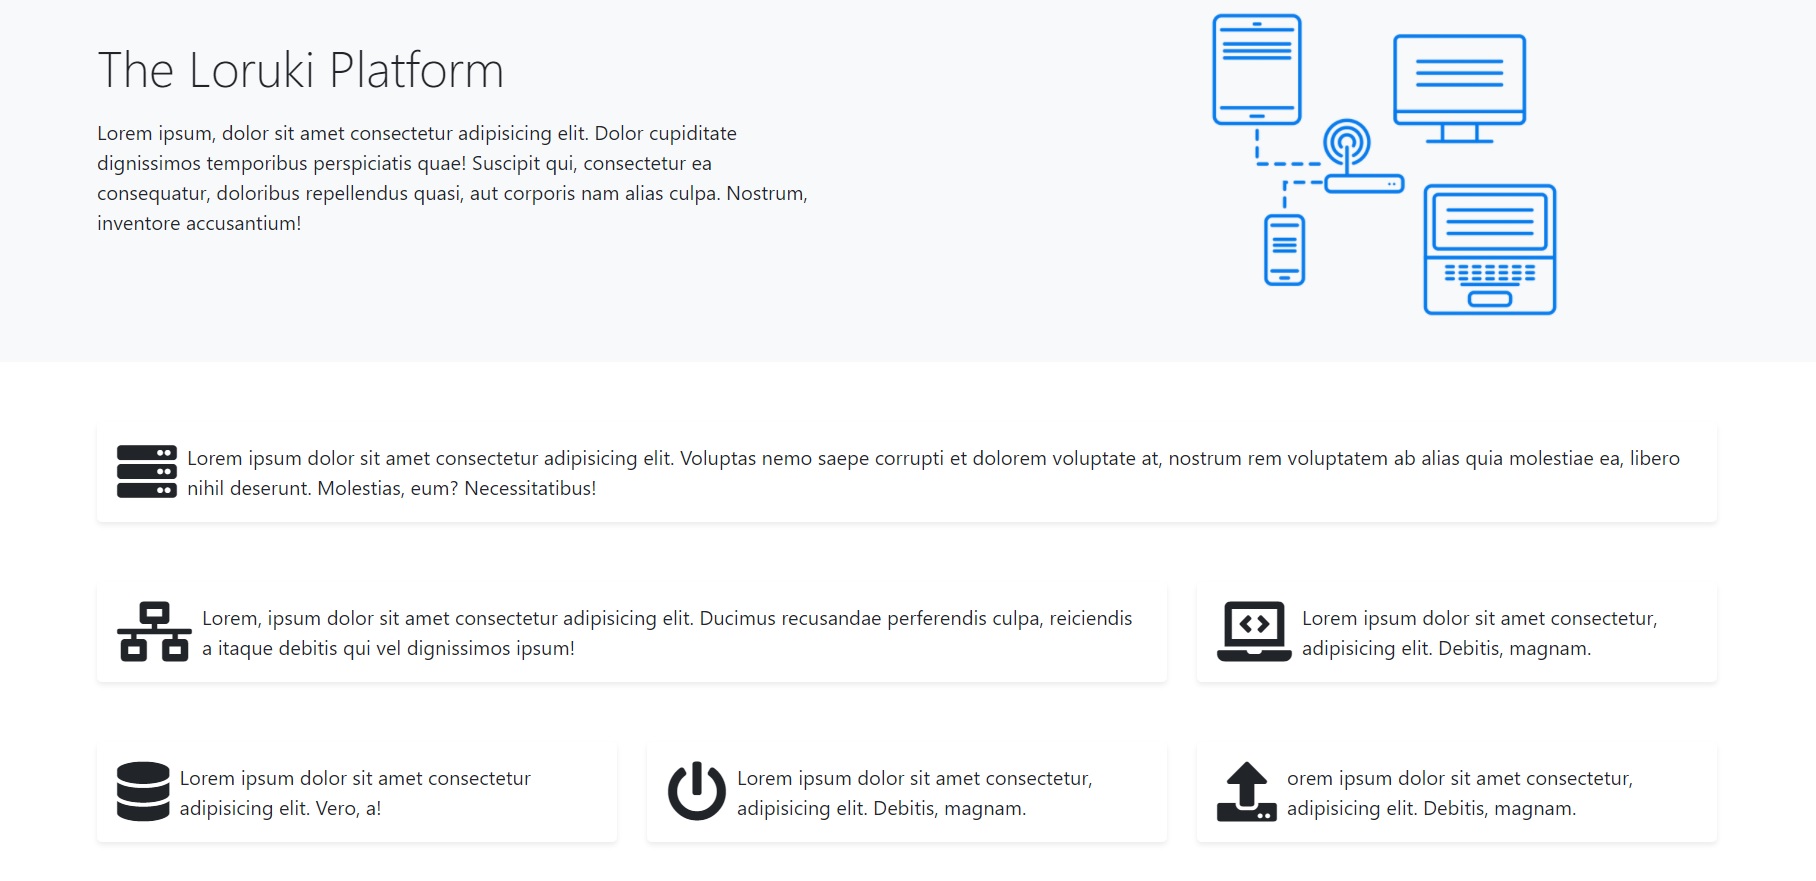 The Loruki Platform
Lorem ipsum, dolor sit amet consectetur adipisicing elit. Dolor cupiditate
dignissimos temporibus perspiciatis quae! Suscipit qui, consectetur ea
consequatur, doloribus repellendus quasi, aut corporis nam alias culpa. Nostrum,
inventore accusantium!
Lorem ipsum dolor sit amet consectetur adipisicing elit. Voluptas nemo saepe corrupti et dolorem voluptate at, nostrum rem voluptatem ab alias quia molestiae ea, libero
nihil deserunt. Molestias, eum? Necessitatibus!
Lorem, ipsum dolor sit amet consectetur adipisicing elit. Ducimus recusandae perferendis culpa, reiciendis
a itaque debitis qui vel dignissimos ipsum!
Lorem ipsum dolor sit amet consectetur,
adipisicing elit. Debitis, magnam.
Lorem ipsum dolor sit amet consectetur
adipisicing elit. Vero, a!
Lorem ipsum dolor sit amet consectetur,
adipisicing elit. Debitis, magnam.
orem ipsum dolor sit amet consectetur,
adipisicing elit. Debitis, magnam.